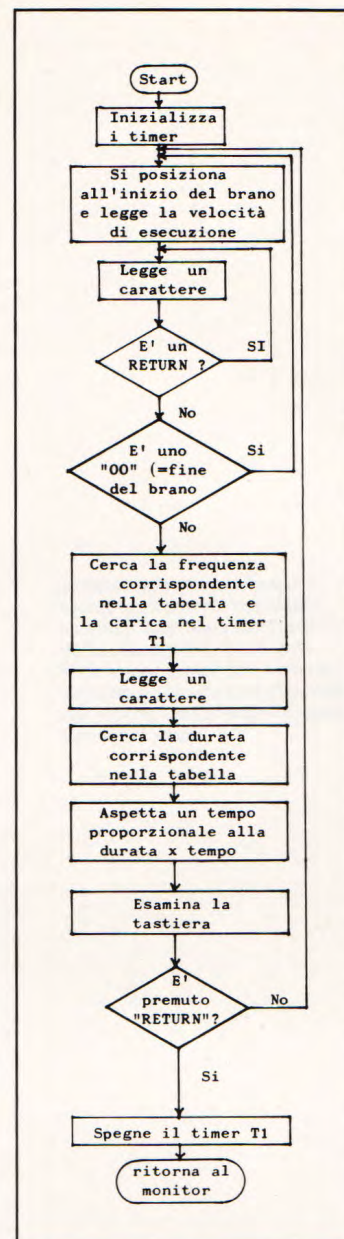 Start
Inizializza
i timer
Si posiziona
all'inizio del brano
e legge la velocità
di esecuzione
Legge un
carattere
E' un
RETURN ?
SI
No
E' uno
"00" (=fine
del brano
Si
No
Cerca la frequenza
corrispondente
nella tabella e
la carica nel timer
T1
Legge un
carattere
Cerca la durata
corrispondente
nella tabella
Aspetta un tempo
proporzionale alla
durata x tempo
Esamina la
tastiera
E'
premuto
"RETURN"?
No
Si
Spegne il timer T1
ritorna al
monitor